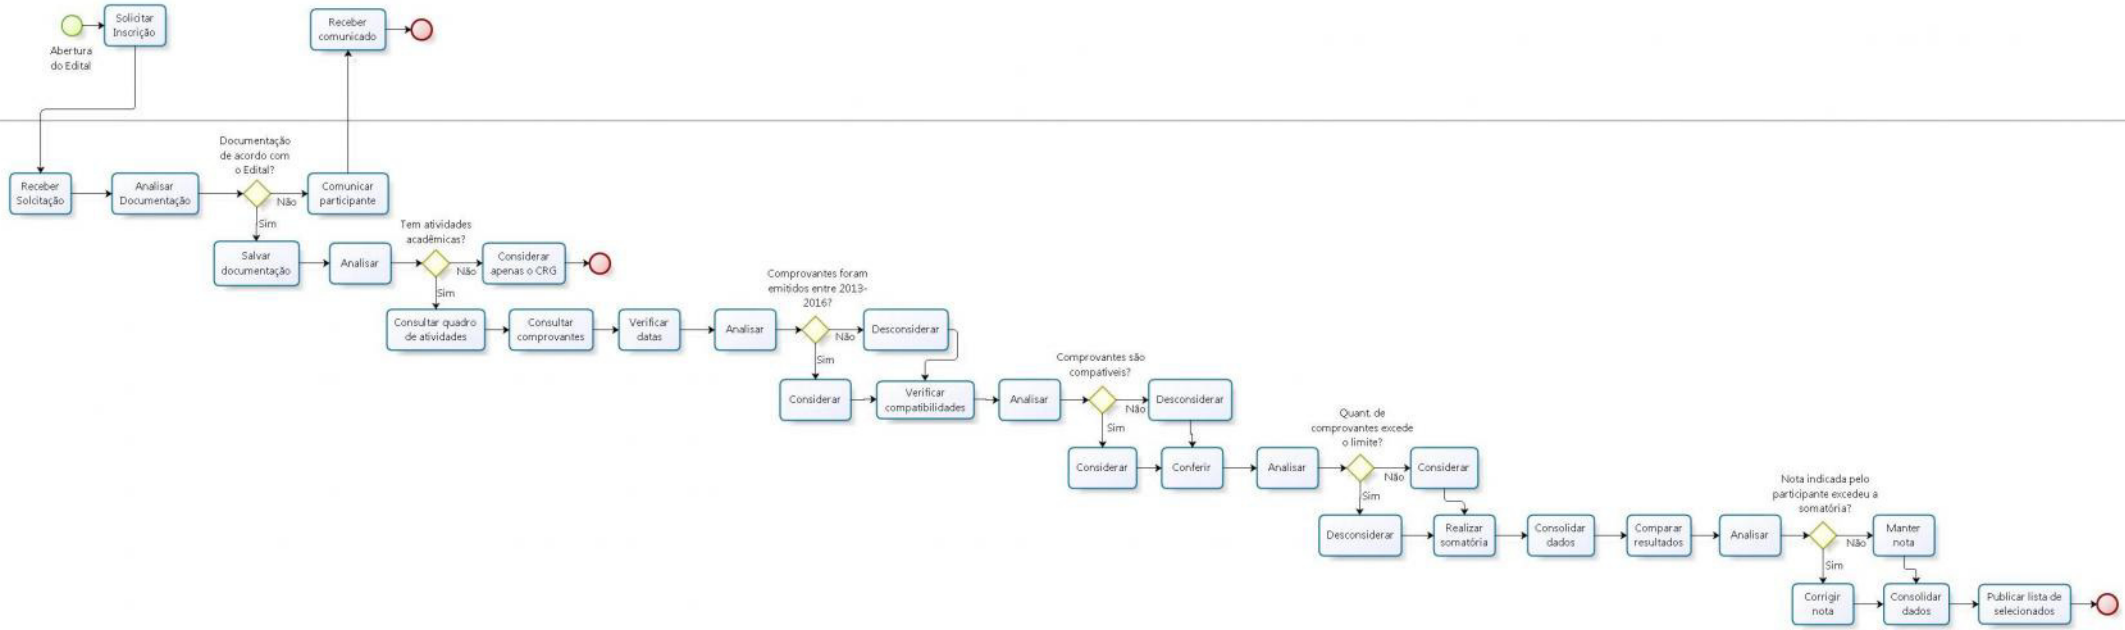 Solicitar
Inscrição
Abertura
do Edital
Receber
comunicado
Documentação
de acordo com
o Edital?
Receber
Solcitação
Analisar
Documentação
Não
Comunicar
participante
Sim
Tem atividades
acadêmicas?
Salvar
documentação
Analisar
Não
Considerar
apenas o CRG
Sim
Comprovantes foram
emitidos entre 2013-
2016?
Consultar quadro
de atividades
Consultar
comprovantes
Verificar
datas
Analisar
Não
Desconsiderar
Sim
Comprovantes são
compatíveis?
Considerar
Verificar
compatibilidades
Analisar
Não
Desconsiderar
Sim
Quant. de
comprovantes excede
o limite?
Considerar
Conferir
Analisar
Não
Considerar
Sim
Nota indicada pelo
participante excedeu a
somatória?
Desconsiderar
Realizar
somatória
Consolidar
dados
Comparar
resultados
Analisar
Não
Manter
nota
Sim
Corrigir
nota
Consolidar
dados
Publicar lista de
selecionados